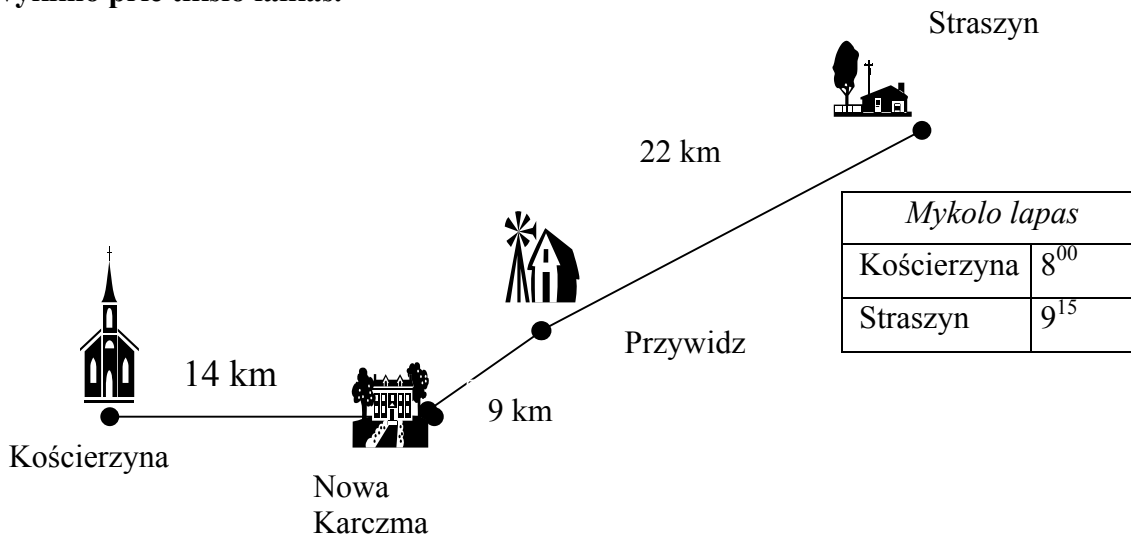 Straszyn
22 km
Mykolo lapas
Kościerzyna 8⁰⁰
Straszyn 9¹⁵
Przywidz
14 km
9 km
Kościerzyna
Nowa
Karczma